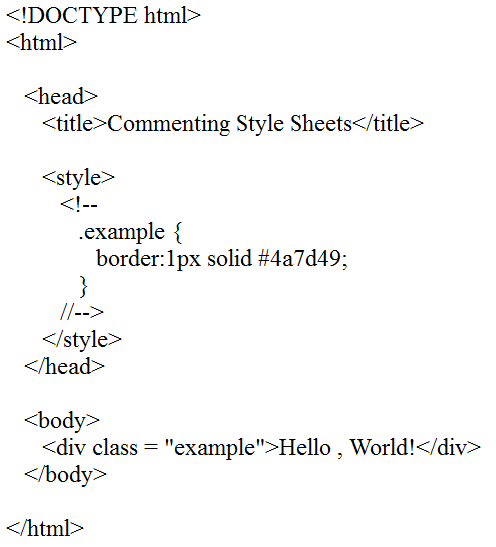 <!DOCTYPE html>
<html>
<head>
<title>Commenting Style Sheets</title>
<style>
<!--
.example {
border:1px solid #4a7d49;
}
//-->
</style>
</head>
<body>
<div class = "example">Hello , World!</div>
</body>
</html>